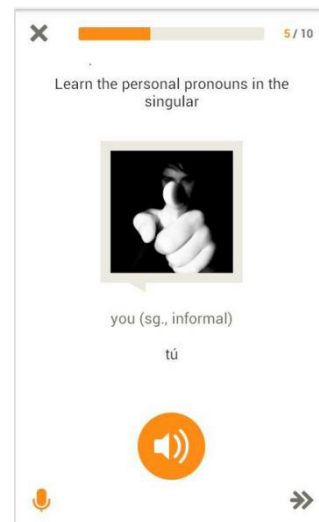 5 / 10
Learn the personal pronouns in the
singular
you (sg., informal)
tú